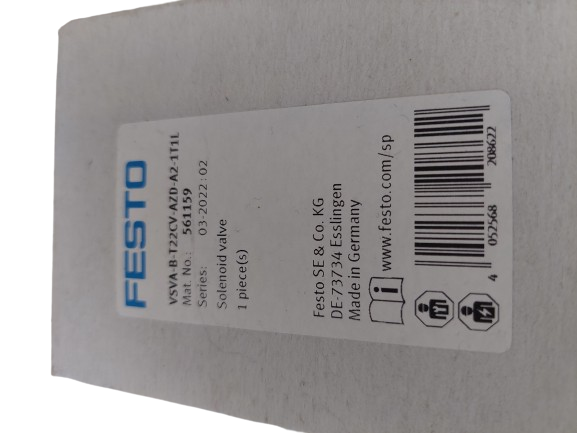 FESTO
VSVA-B-T22CV-AZD-A2-1T1L
Mat. No.: 561159
Series: 03-2022:02
Solenoid valve
1 piece(s)
Festo SE & Co. KG
DE-73734 Esslingen
Made in Germany
i www.festo.com/sp
4 052568 208622